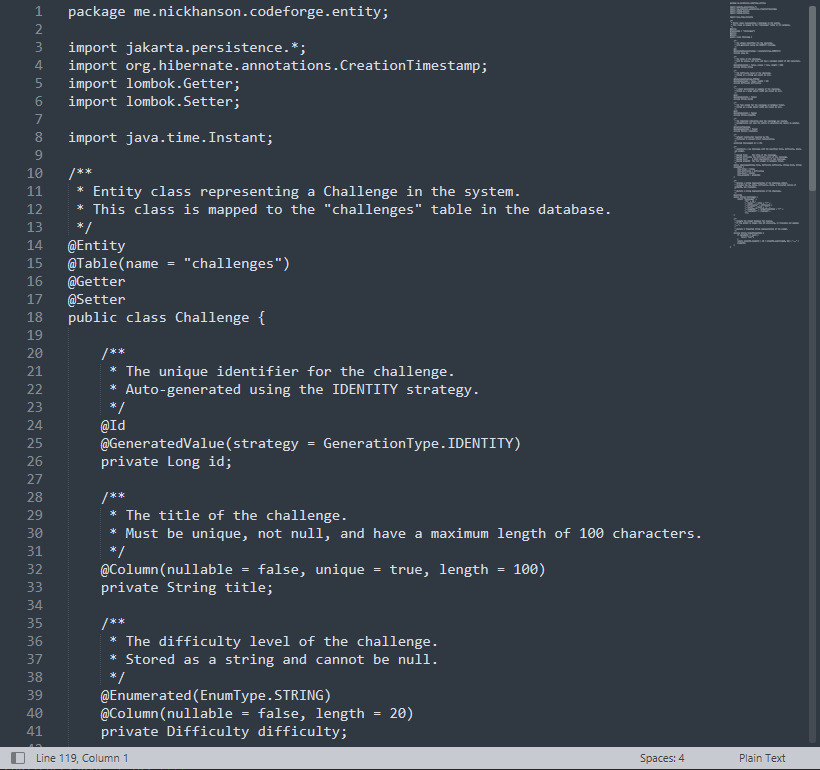 1 package me.nickhanson.codeforge.entity;
2
3 import jakarta.persistence.*;
4 import org.hibernate.annotations.CreationTimestamp;
5 import lombok.Getter;
6 import lombok.Setter;
7
8 import java.time.Instant;
9
10 /**
11  * Entity class representing a Challenge in the system.
12  * This class is mapped to the "challenges" table in the database.
13  */
14 @Entity
15 @Table(name = "challenges")
16 @Getter
17 @Setter
18 public class Challenge {
19
20     /**
21      * The unique identifier for the challenge.
22      * Auto-generated using the IDENTITY strategy.
23      */
24     @Id
25     @GeneratedValue(strategy = GenerationType.IDENTITY)
26     private Long id;
27
28     /**
29      * The title of the challenge.
30      * Must be unique, not null, and have a maximum length of 100 characters.
31      */
32     @Column(nullable = false, unique = true, length = 100)
33     private String title;
34
35     /**
36      * The difficulty level of the challenge.
37      * Stored as a string and cannot be null.
38      */
39     @Enumerated(EnumType.STRING)
40     @Column(nullable = false, length = 20)
41     private Difficulty difficulty;
Line 119, Column 1 Spaces: 4 Plain Text